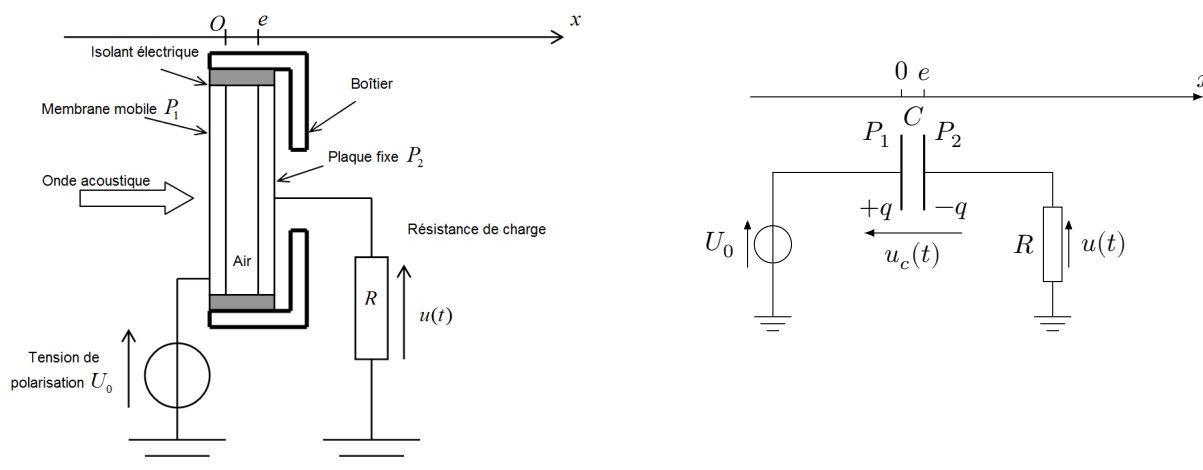 O e x
Isolant électrique
Boîtier
Membrane mobile P₁
Plaque fixe P₂
Onde acoustique
Résistance de charge
Air
R u(t)
Tension de
polarisation U₀
0 e x
C
P₁ P₂
+q −q
U₀ u_c(t) R u(t)